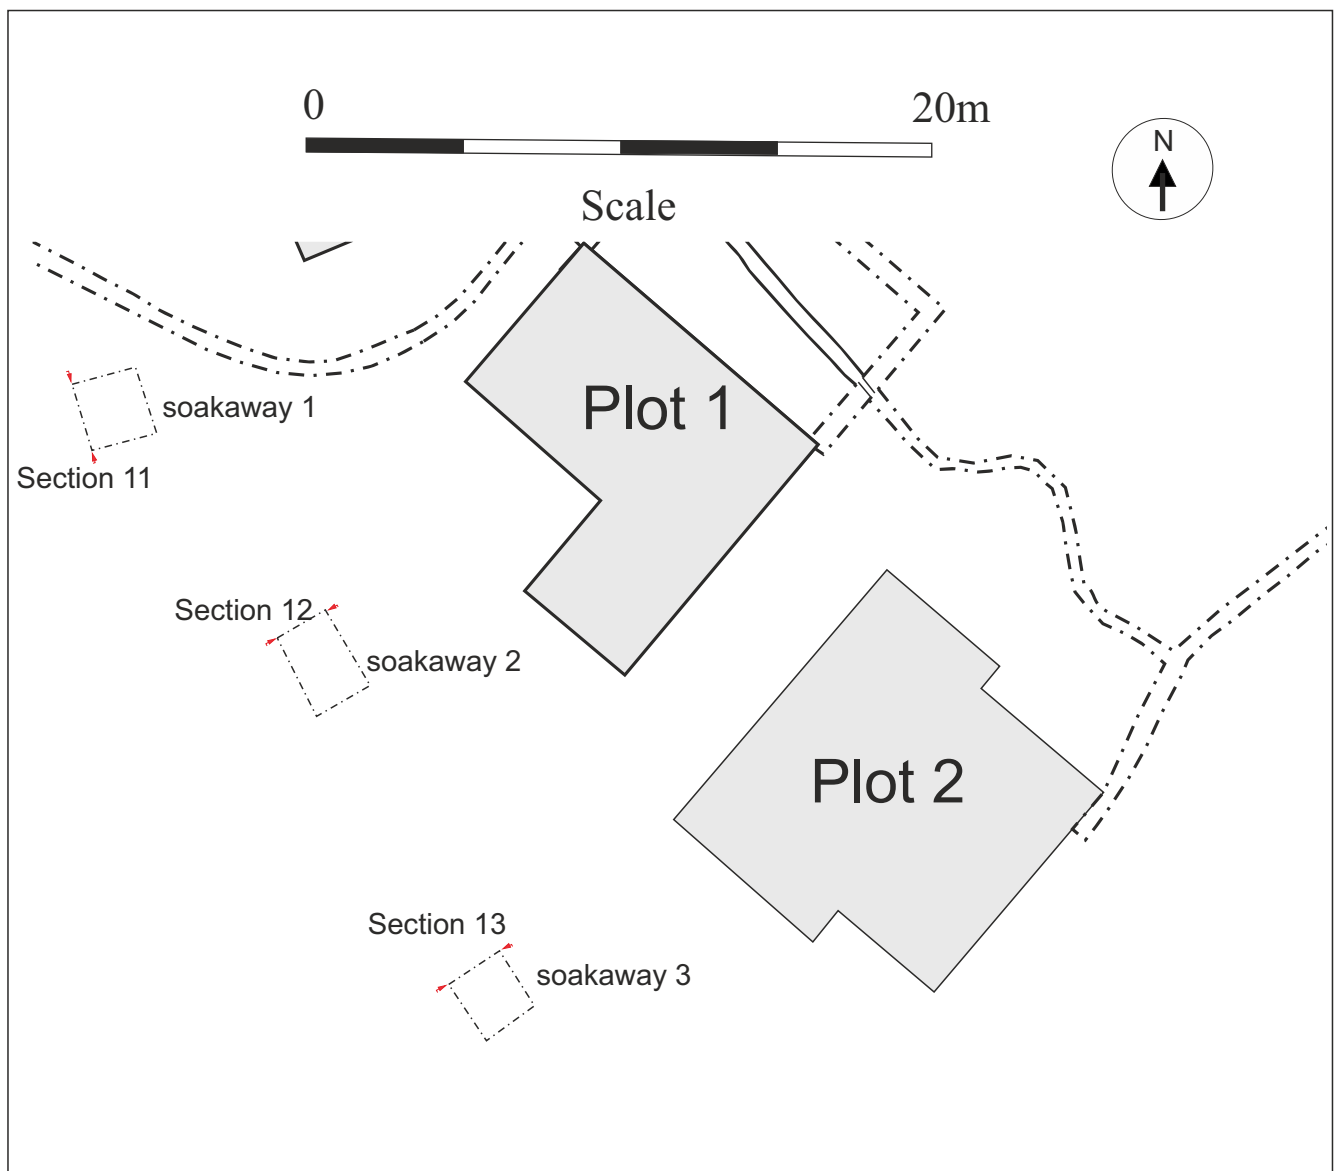 0
20m
N
Scale
Plot 1
soakaway 1
Section 11
Section 12
soakaway 2
Plot 2
Section 13
soakaway 3